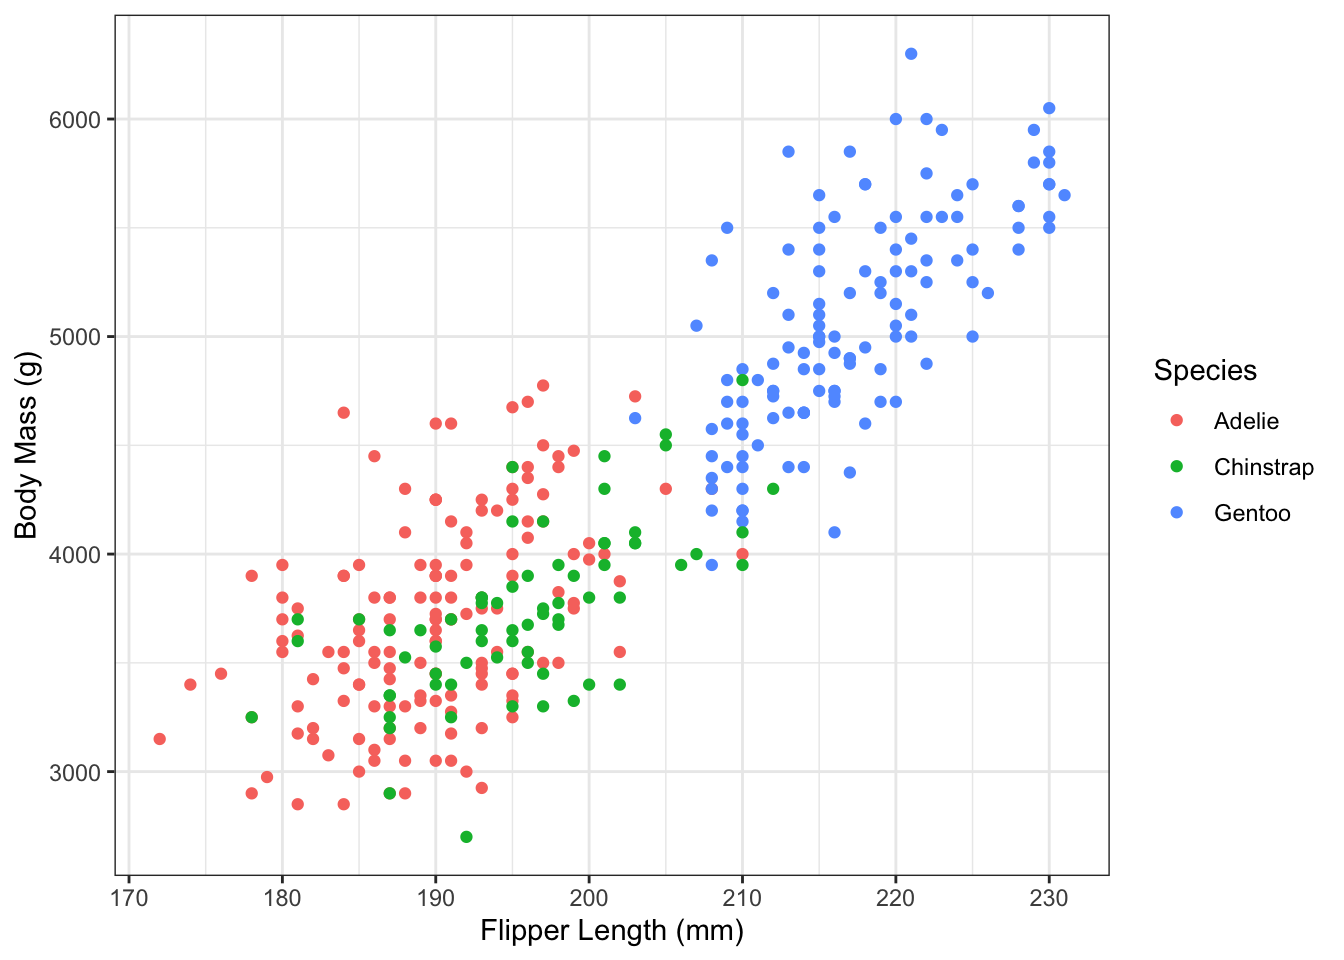 6000
5000
4000
3000
Body Mass (g)
170 180 190 200 210 220 230
Flipper Length (mm)
Species
Adelie
Chinstrap
Gentoo